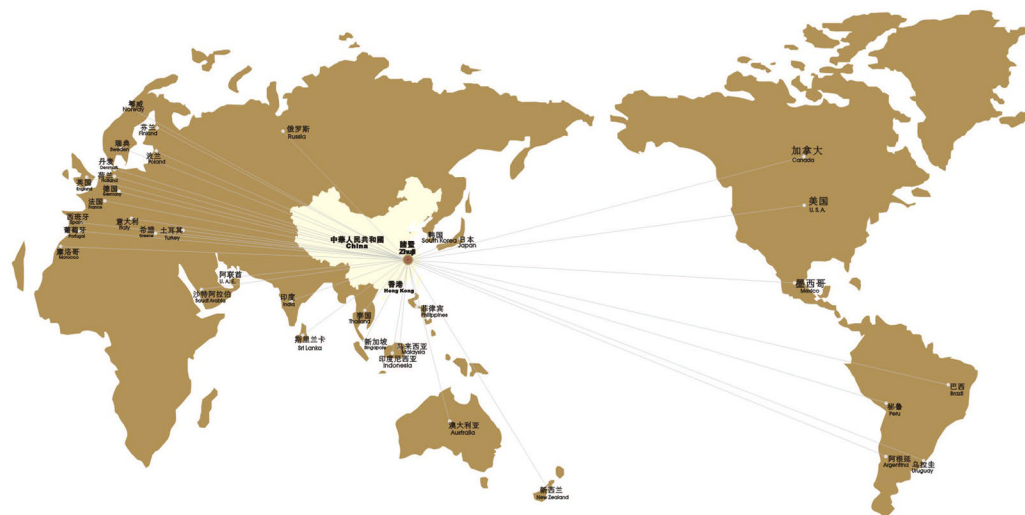 挪威
Norway
芬兰
Finland
瑞典
Sweden
波兰
Poland
丹麦
Denmark
荷兰
Holland
英国
England
德国
Germany
法国
France
西班牙
Spain
葡萄牙
Portugal
意大利
Italy
希腊
Greece
土耳其
Turkey
摩洛哥
Morocco
俄罗斯
Russia
中華人民共和國
China
諸暨
Zhuji
韩国
South Korea
日本
Japan
香港
Hong Kong
阿联酋
U.A.E.
沙特阿拉伯
Saudi Arabia
印度
India
斯里兰卡
Sri Lanka
泰国
Thailand
菲律宾
Philippines
新加坡
Singapore
马来西亚
Malaysia
印度尼西亚
Indonesia
澳大利亚
Australia
新西兰
New Zealand
加拿大
Canada
美国
U.S.A.
墨西哥
Mexico
巴西
Brazil
秘鲁
Peru
阿根廷
Argentina
乌拉圭
Uruguay